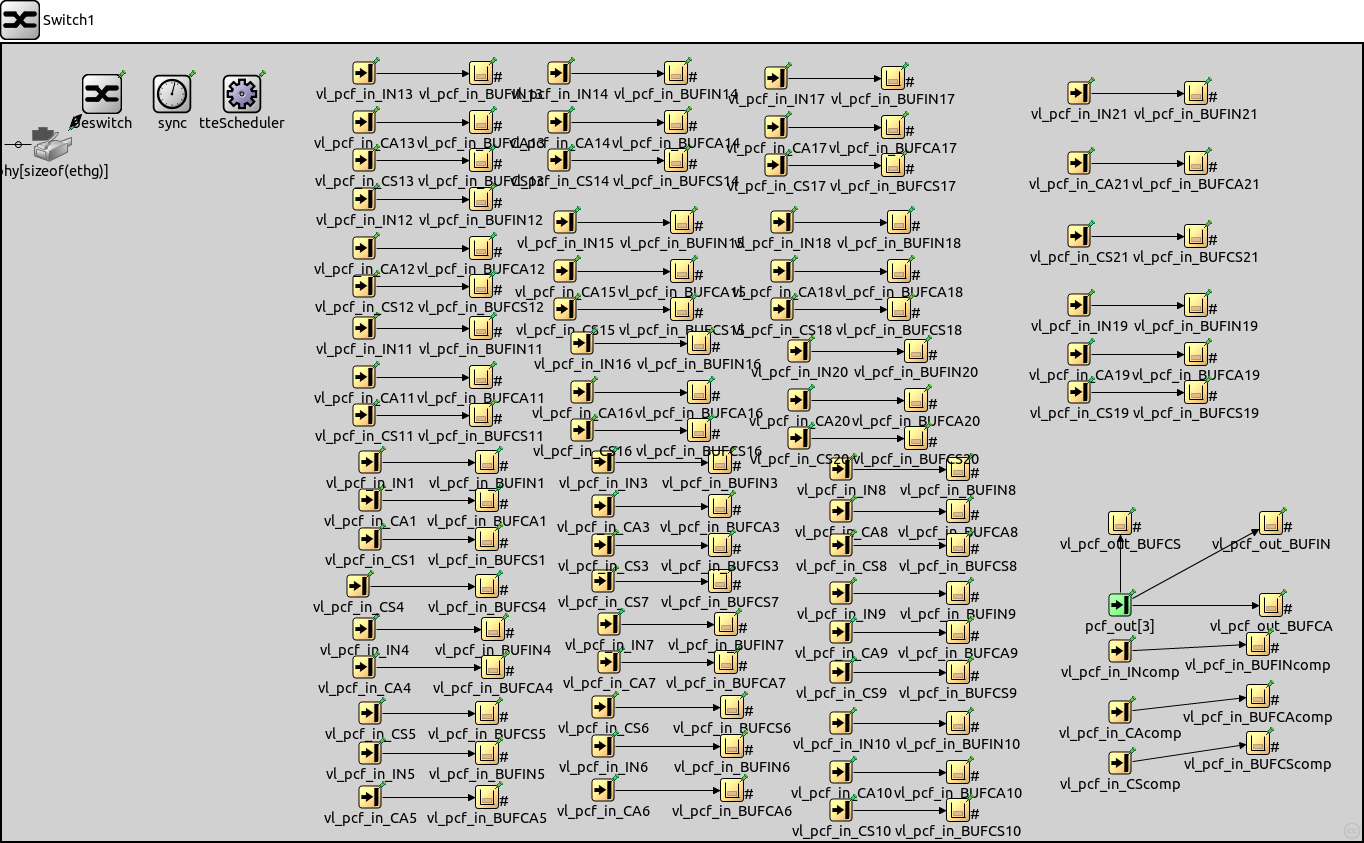 Switch1
eswitch
sync
tteScheduler
hy[sizeof(ethg)]
vl_pcf_in_IN13 vl_pcf_in_BUFIN13 vl_pcf_in_IN14 vl_pcf_in_BUFIN14 vl_pcf_in_IN17 vl_pcf_in_BUFIN17
vl_pcf_in_IN21 vl_pcf_in_BUFIN21
vl_pcf_in_CA13 vl_pcf_in_BUFCA13 vl_pcf_in_CA14 vl_pcf_in_BUFCA14 vl_pcf_in_CA17 vl_pcf_in_BUFCA17
vl_pcf_in_CS13 vl_pcf_in_BUFCS13 vl_pcf_in_CS14 vl_pcf_in_BUFCS14 vl_pcf_in_CS17 vl_pcf_in_BUFCS17
vl_pcf_in_CA21 vl_pcf_in_BUFCA21
vl_pcf_in_IN12 vl_pcf_in_BUFIN12
vl_pcf_in_IN15 vl_pcf_in_BUFIN15 vl_pcf_in_IN18 vl_pcf_in_BUFIN18
vl_pcf_in_CS21 vl_pcf_in_BUFCS21
vl_pcf_in_CA12 vl_pcf_in_BUFCA12
vl_pcf_in_CA15 vl_pcf_in_BUFCA15 vl_pcf_in_CA18 vl_pcf_in_BUFCA18
vl_pcf_in_CS12 vl_pcf_in_BUFCS12
vl_pcf_in_CS15 vl_pcf_in_BUFCS15 vl_pcf_in_CS18 vl_pcf_in_BUFCS18
vl_pcf_in_IN19 vl_pcf_in_BUFIN19
vl_pcf_in_IN11 vl_pcf_in_BUFIN11
vl_pcf_in_IN16 vl_pcf_in_BUFIN16 vl_pcf_in_IN20 vl_pcf_in_BUFIN20
vl_pcf_in_CA19 vl_pcf_in_BUFCA19
vl_pcf_in_CA11 vl_pcf_in_BUFCA11
vl_pcf_in_CA16 vl_pcf_in_BUFCA16 vl_pcf_in_CA20 vl_pcf_in_BUFCA20
vl_pcf_in_CS19 vl_pcf_in_BUFCS19
vl_pcf_in_CS11 vl_pcf_in_BUFCS11
vl_pcf_in_CS16 vl_pcf_in_BUFCS16 vl_pcf_in_CS20 vl_pcf_in_BUFCS20
vl_pcf_in_IN1 vl_pcf_in_BUFIN1 vl_pcf_in_IN3 vl_pcf_in_BUFIN3 vl_pcf_in_IN8 vl_pcf_in_BUFIN8
vl_pcf_in_CA1 vl_pcf_in_BUFCA1 vl_pcf_in_CA3 vl_pcf_in_BUFCA3 vl_pcf_in_CA8 vl_pcf_in_BUFCA8
vl_pcf_out_BUFCS vl_pcf_out_BUFIN
vl_pcf_in_CS1 vl_pcf_in_BUFCS1 vl_pcf_in_CS3 vl_pcf_in_BUFCS3 vl_pcf_in_CS8 vl_pcf_in_BUFCS8
vl_pcf_in_CS4 vl_pcf_in_BUFCS4 vl_pcf_in_CS7 vl_pcf_in_BUFCS7 vl_pcf_in_IN9 vl_pcf_in_BUFIN9
pcf_out[3] vl_pcf_out_BUFCA
vl_pcf_in_IN4 vl_pcf_in_BUFIN4 vl_pcf_in_IN7 vl_pcf_in_BUFIN7 vl_pcf_in_CA9 vl_pcf_in_BUFCA9
vl_pcf_in_INcomp vl_pcf_in_BUFINcomp
vl_pcf_in_CA4 vl_pcf_in_BUFCA4 vl_pcf_in_CA7 vl_pcf_in_BUFCA7 vl_pcf_in_CS9 vl_pcf_in_BUFCS9
vl_pcf_in_CS5 vl_pcf_in_BUFCS5 vl_pcf_in_CS6 vl_pcf_in_BUFCS6 vl_pcf_in_IN10 vl_pcf_in_BUFIN10
vl_pcf_in_CAcomp vl_pcf_in_BUFCAcomp
vl_pcf_in_IN5 vl_pcf_in_BUFIN5 vl_pcf_in_IN6 vl_pcf_in_BUFIN6 vl_pcf_in_CA10 vl_pcf_in_BUFCA10
vl_pcf_in_CScomp vl_pcf_in_BUFCScomp
vl_pcf_in_CA5 vl_pcf_in_BUFCA5 vl_pcf_in_CA6 vl_pcf_in_BUFCA6 vl_pcf_in_CS10 vl_pcf_in_BUFCS10